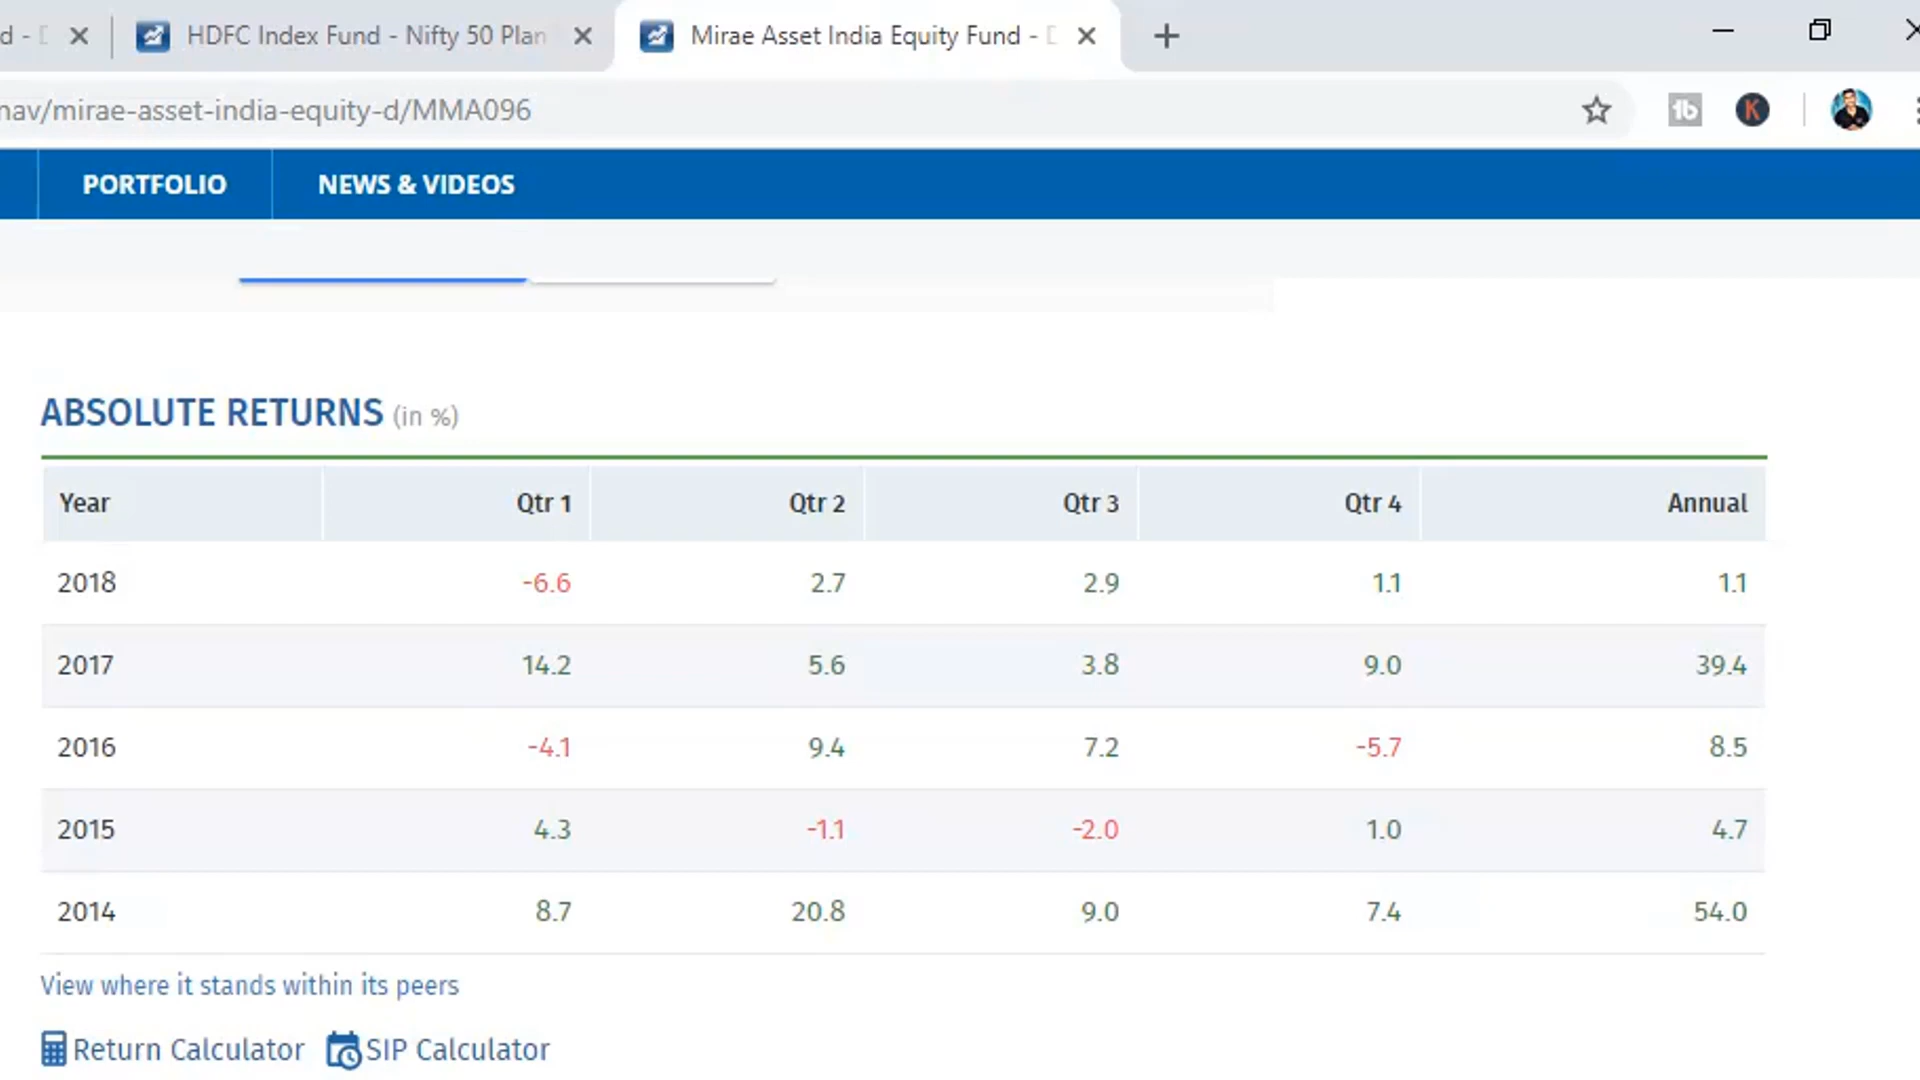 d - D
HDFC Index Fund - Nifty 50 Plan
Mirae Asset India Equity Fund - D
nav/mirae-asset-india-equity-d/MMA096
tb
K
PORTFOLIO
NEWS & VIDEOS
ABSOLUTE RETURNS (in %)
Year Qtr 1 Qtr 2 Qtr 3 Qtr 4 Annual
2018 -6.6 2.7 2.9 1.1 1.1
2017 14.2 5.6 3.8 9.0 39.4
2016 -4.1 9.4 7.2 -5.7 8.5
2015 4.3 -1.1 -2.0 1.0 4.7
2014 8.7 20.8 9.0 7.4 54.0
View where it stands within its peers
Return Calculator SIP Calculator